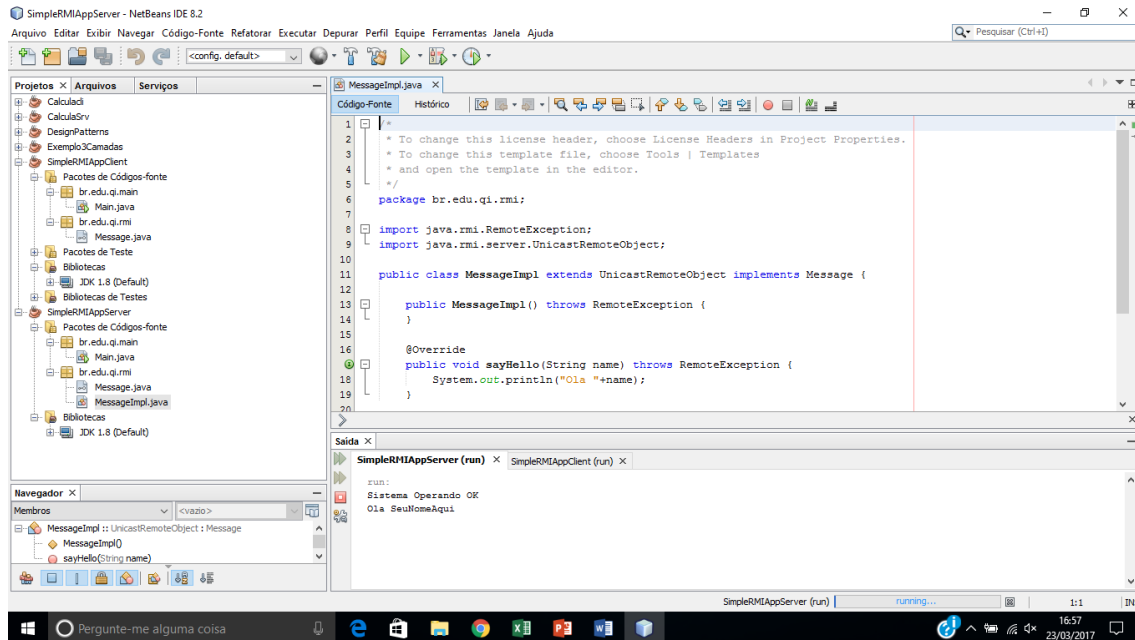 SimpleRMIAppServer - NetBeans IDE 8.2
Arquivo Editar Exibir Navegar Código-Fonte Refatorar Executar Depurar Perfil Equipe Ferramentas Janela Ajuda
Pesquisar (Ctrl+I)
<config. default>
Projetos Arquivos Serviços
Calculadi
CalculaSrv
DesignPatterns
Exemplo3Camadas
SimpleRMIAppClient
Pacotes de Códigos-fonte
br.edu.qi.main
Main.java
br.edu.qi.rmi
Message.java
Pacotes de Teste
Bibliotecas
JDK 1.8 (Default)
Bibliotecas de Testes
SimpleRMIAppServer
Pacotes de Códigos-fonte
br.edu.qi.main
Main.java
br.edu.qi.rmi
Message.java
MessageImpl.java
Bibliotecas
JDK 1.8 (Default)
Navegador
Membros <vazio>
MessageImpl :: UnicastRemoteObject : Message
MessageImpl()
sayHello(String name)
MessageImpl.java
Código-Fonte Histórico
1 /*
2 * To change this license header, choose License Headers in Project Properties.
3 * To change this template file, choose Tools | Templates
4 * and open the template in the editor.
5 */
6 package br.edu.qi.rmi;
7
8 import java.rmi.RemoteException;
9 import java.rmi.server.UnicastRemoteObject;
10
11 public class MessageImpl extends UnicastRemoteObject implements Message {
12
13 public MessageImpl() throws RemoteException {
14 }
15
16 @Override
public void sayHello(String name) throws RemoteException {
18 System.out.println("Ola "+name);
19 }
20
Saída
SimpleRMIAppServer (run) SimpleRMIAppClient (run)
run:
Sistema Operando OK
Ola SeuNomeAqui
SimpleRMIAppServer (run) running... 1:1 IN
Pergunte-me alguma coisa
16:57
23/03/2017